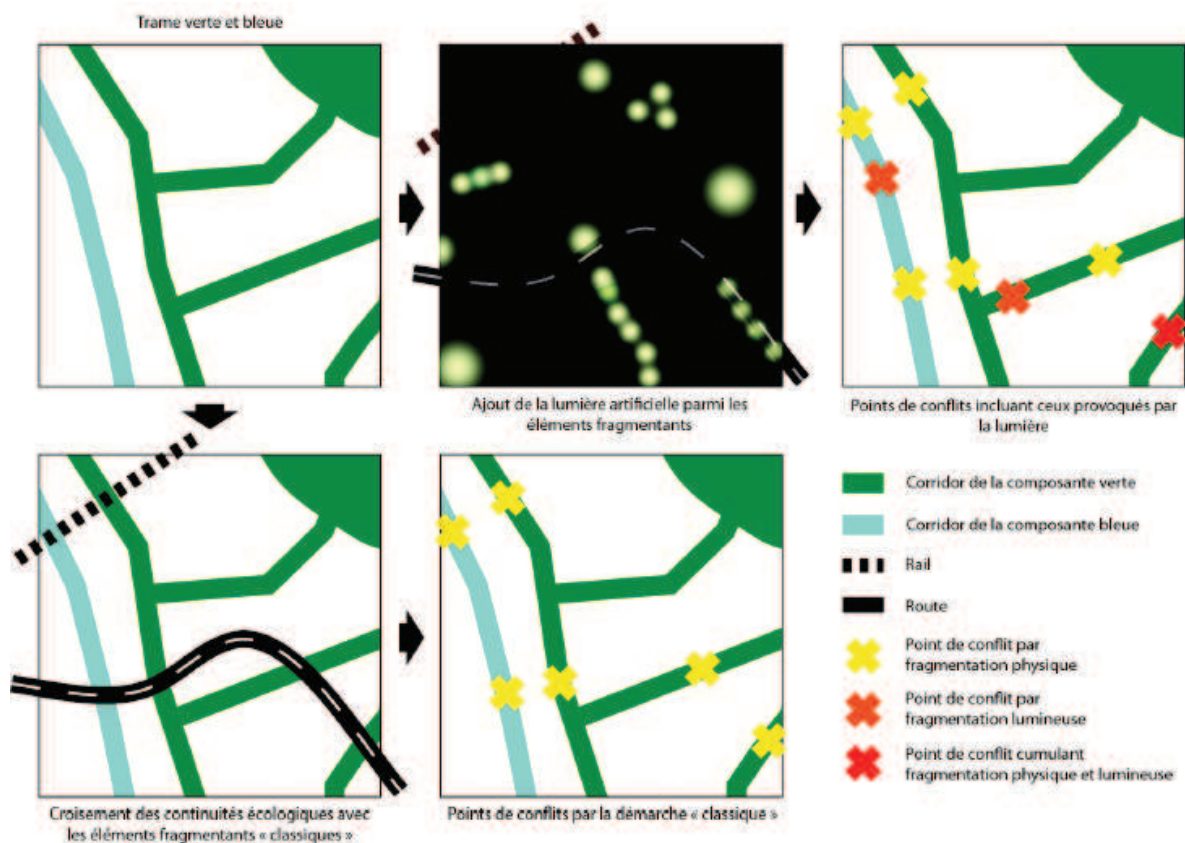 Trame verte et bleue
Ajout de la lumière artificielle parmi les
éléments fragmentants
Points de conflits incluant ceux provoqués par
la lumière
Croisement des continuités écologiques avec
les éléments fragmentants « classiques »
Points de conflits par la démarche « classique »
Corridor de la composante verte
Corridor de la composante bleue
Rail
Route
Point de conflit par
fragmentation physique
Point de conflit par
fragmentation lumineuse
Point de conflit cumulant
fragmentation physique et lumineuse